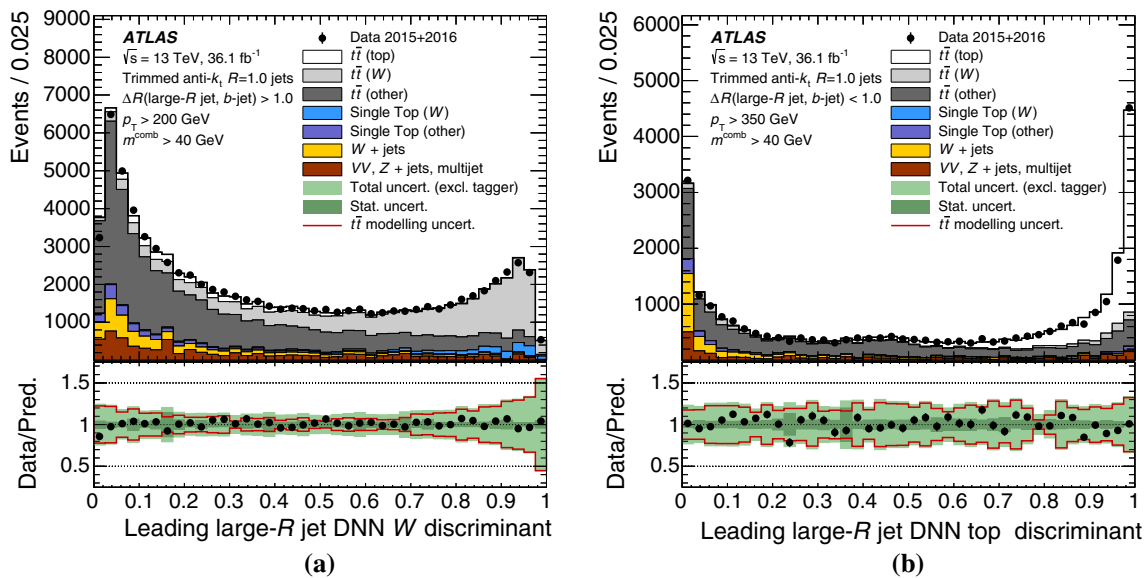 Events / 0.025
9000
8000
7000
6000
5000
4000
3000
2000
1000
ATLAS
√s = 13 TeV, 36.1 fb⁻¹
Trimmed anti-kₜ R=1.0 jets
ΔR(large-R jet, b-jet) > 1.0
p_T > 200 GeV
m^comb > 40 GeV
Data 2015+2016
tt̅ (top)
tt̅ (W)
tt̅ (other)
Single Top (W)
Single Top (other)
W + jets
VV, Z + jets, multijet
Total uncert. (excl. tagger)
Stat. uncert.
tt̅ modelling uncert.
Data/Pred.
1.5
1
0.5
0 0.1 0.2 0.3 0.4 0.5 0.6 0.7 0.8 0.9 1
Leading large-R jet DNN W discriminant
(a)
Events / 0.025
6000
5000
4000
3000
2000
1000
ATLAS
√s = 13 TeV, 36.1 fb⁻¹
Trimmed anti-kₜ R=1.0 jets
ΔR(large-R jet, b-jet) < 1.0
p_T > 350 GeV
m^comb > 40 GeV
Data 2015+2016
tt̅ (top)
tt̅ (W)
tt̅ (other)
Single Top (W)
Single Top (other)
W + jets
VV, Z + jets, multijet
Total uncert. (excl. tagger)
Stat. uncert.
tt̅ modelling uncert.
Data/Pred.
1.5
1
0.5
0 0.1 0.2 0.3 0.4 0.5 0.6 0.7 0.8 0.9 1
Leading large-R jet DNN top discriminant
(b)